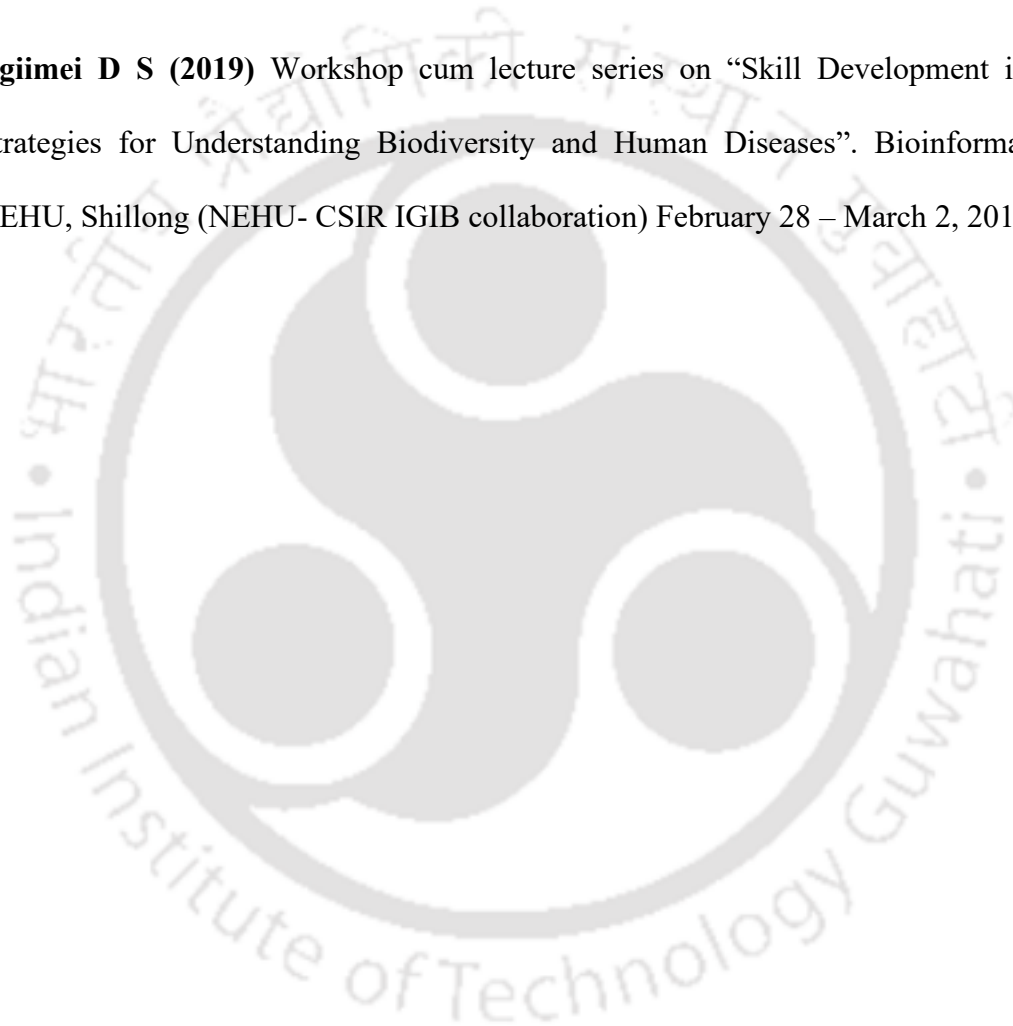 giimei D S (2019) Workshop cum lecture series on “Skill Development i
trategies for Understanding Biodiversity and Human Diseases”. Bioinforma
EHU, Shillong (NEHU- CSIR IGIB collaboration) February 28 – March 2, 201
भारतीय प्रौद्योगिकी संस्थान गुवाहाटी
Indian Institute of Technology Guwahati